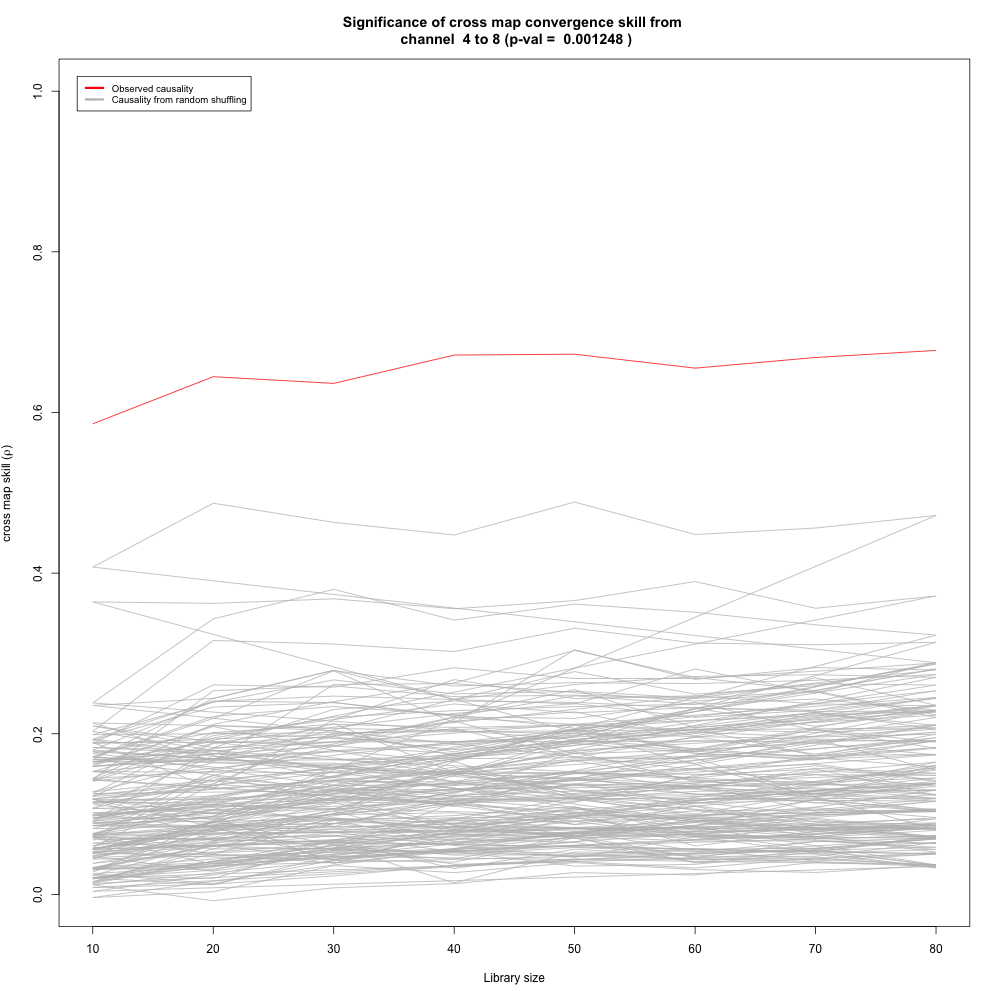 Significance of cross map convergence skill from
channel  4 to 8 (p-val =  0.001248 )
Observed causality
Causality from random shuffling
1.0
0.8
0.6
0.4
0.2
0.0
cross map skill (ρ)
10 20 30 40 50 60 70 80
Library size